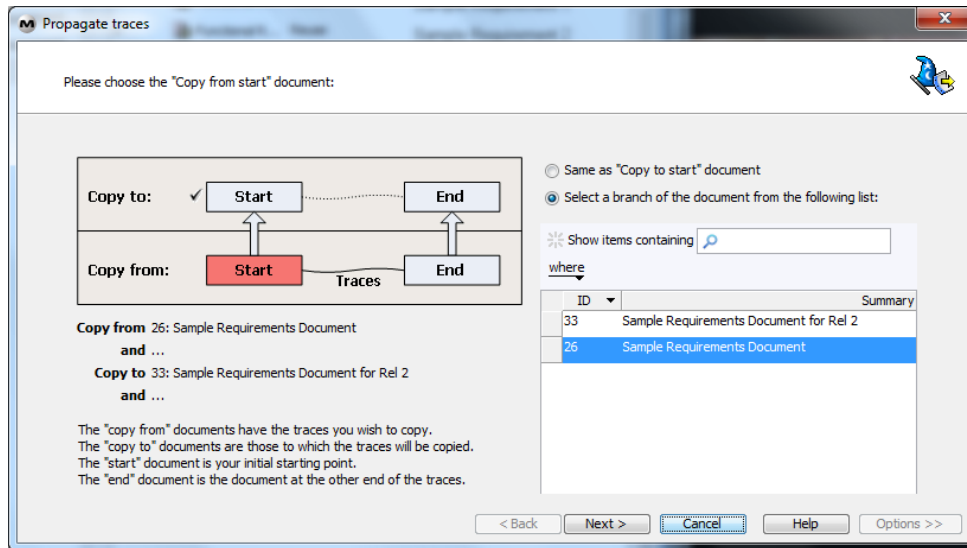 Propagate traces
Please choose the "Copy from start" document:
Copy to: ✓ Start End
Copy from: Start Traces End
Copy from 26: Sample Requirements Document
and ...
Copy to 33: Sample Requirements Document for Rel 2
and ...
The "copy from" documents have the traces you wish to copy.
The "copy to" documents are those to which the traces will be copied.
The "start" document is your initial starting point.
The "end" document is the document at the other end of the traces.
Same as "Copy to start" document
Select a branch of the document from the following list:
Show items containing
where
ID Summary
33 Sample Requirements Document for Rel 2
26 Sample Requirements Document
< Back Next > Cancel Help Options >>